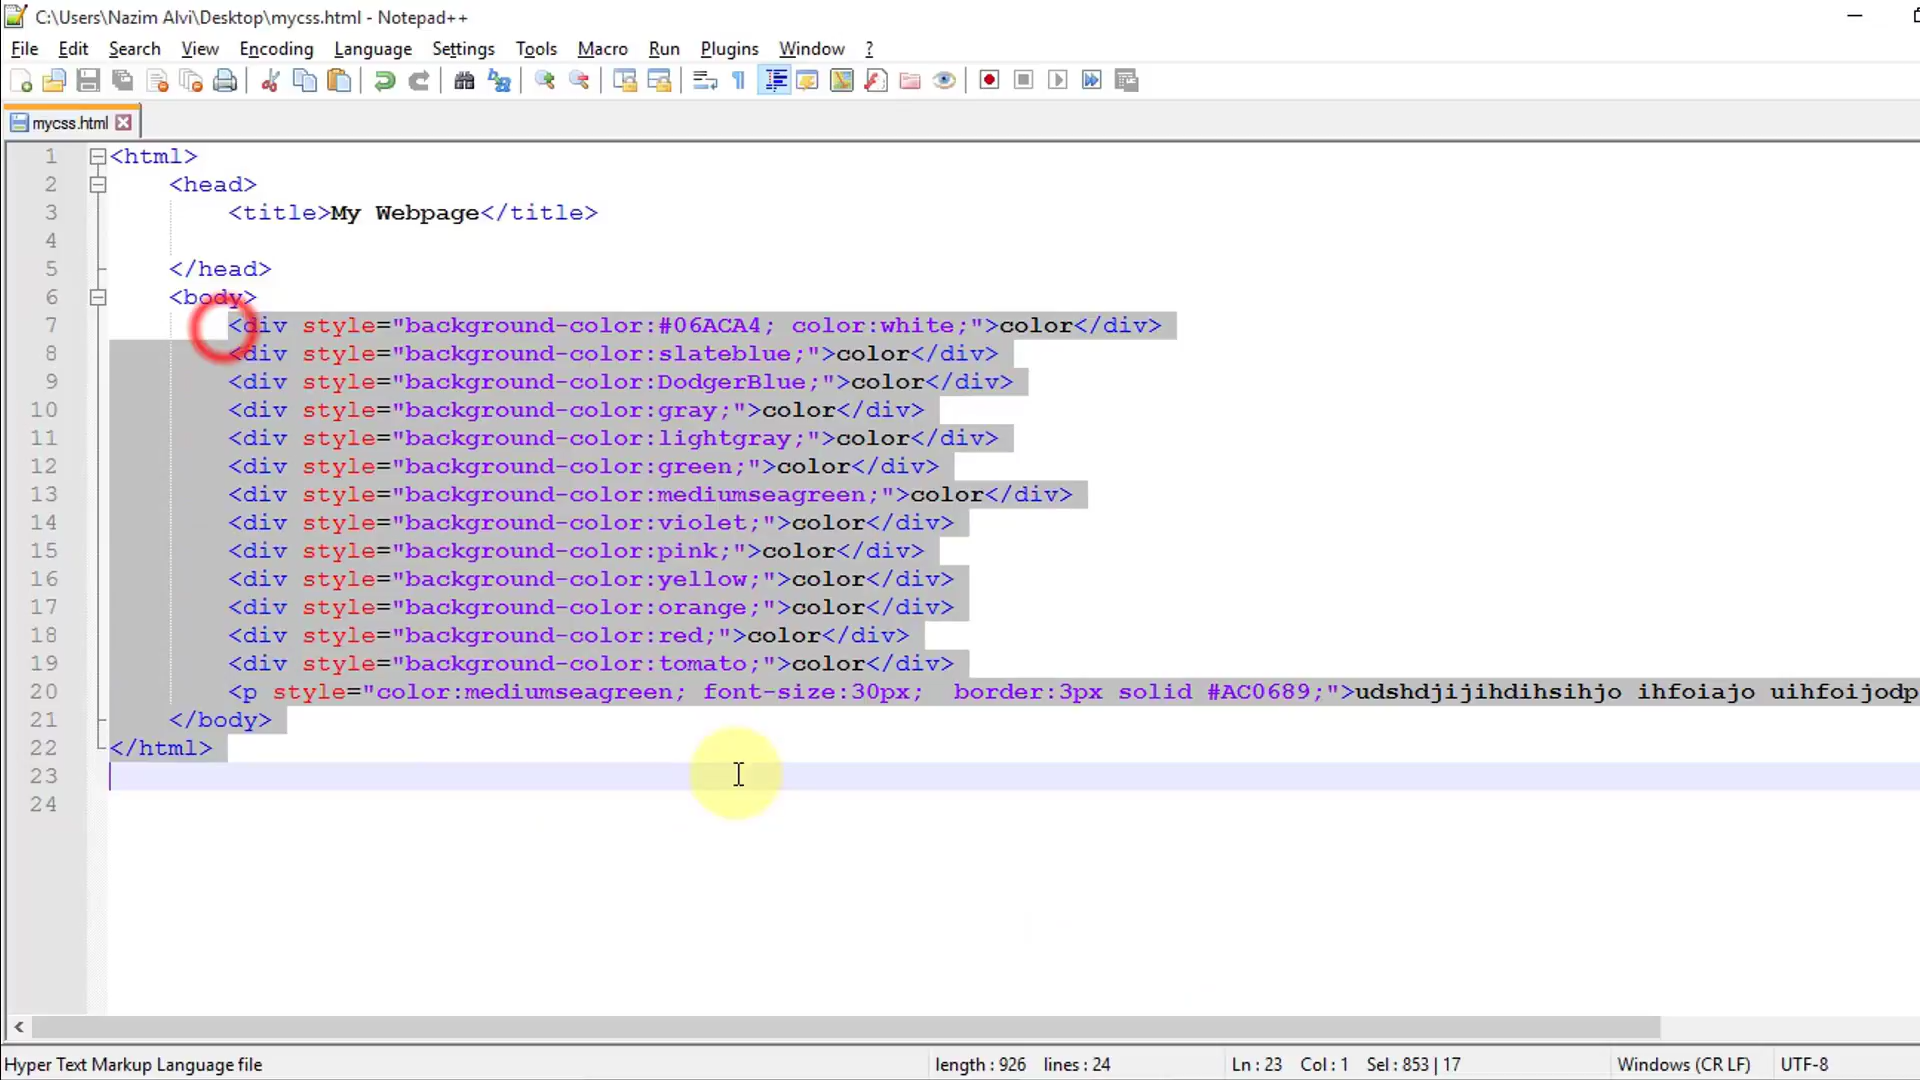 C:\Users\Nazim Alvi\Desktop\mycss.html - Notepad++
File Edit Search View Encoding Language Settings Tools Macro Run Plugins Window ?
mycss.html
1 <html>
2 <head>
3 <title>My Webpage</title>
4
5 </head>
6 <body>
7 <div style="background-color:#06ACA4; color:white;">color</div>
8 <div style="background-color:slateblue;">color</div>
9 <div style="background-color:DodgerBlue;">color</div>
10 <div style="background-color:gray;">color</div>
11 <div style="background-color:lightgray;">color</div>
12 <div style="background-color:green;">color</div>
13 <div style="background-color:mediumseagreen;">color</div>
14 <div style="background-color:violet;">color</div>
15 <div style="background-color:pink;">color</div>
16 <div style="background-color:yellow;">color</div>
17 <div style="background-color:orange;">color</div>
18 <div style="background-color:red;">color</div>
19 <div style="background-color:tomato;">color</div>
20 <p style="color:mediumseagreen; font-size:30px;  border:3px solid #AC0689;">udshdjijihdihsihjo ihfoiajo uihfoijodp
21 </body>
22 </html>
23
24
Hyper Text Markup Language file length : 926 lines : 24 Ln : 23 Col : 1 Sel : 853 | 17 Windows (CR LF) UTF-8